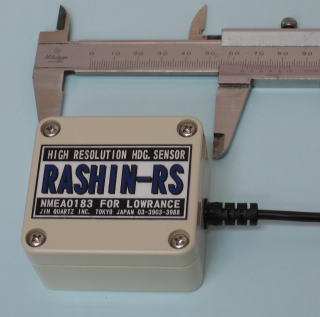 HIGH RESOLUTION HDG. SENSOR
RASHIN-RS
NMEA0183 FOR LOWRANCE
JIN QUARTZ INC. TOKYO JAPAN 03-3903-3988